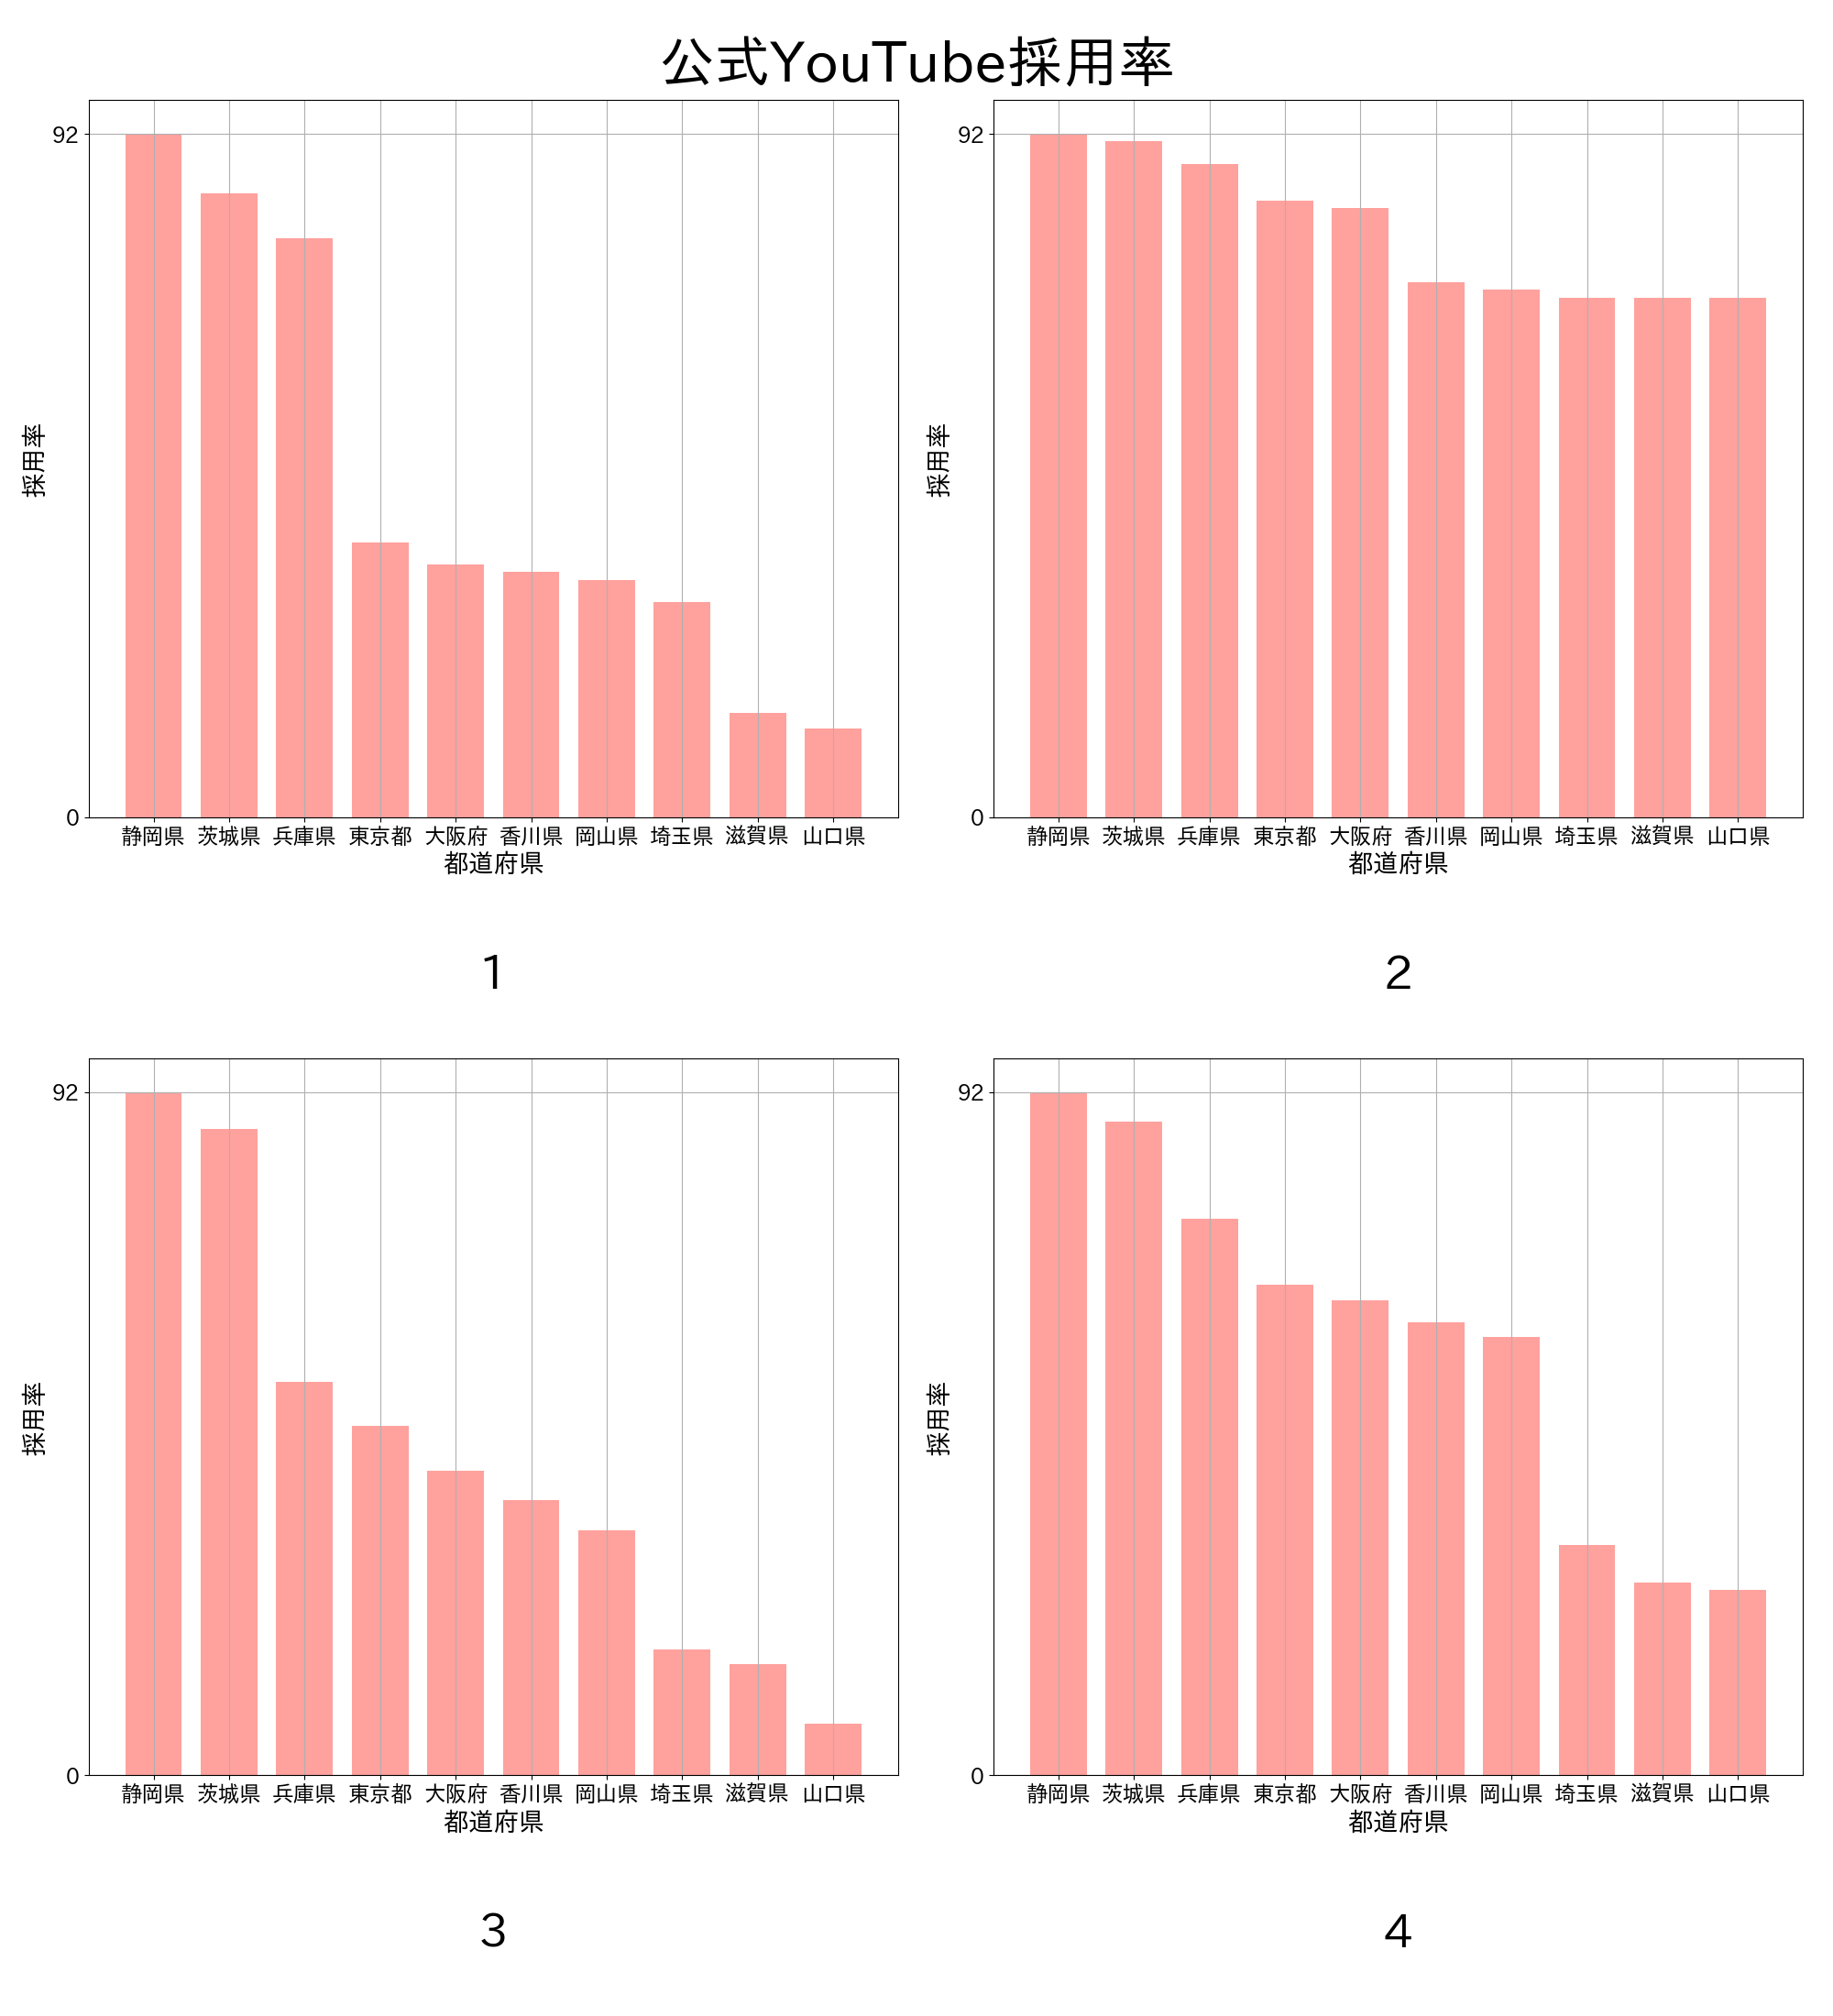 公式YouTube採用率
92
0
採用率
静岡県 茨城県 兵庫県 東京都 大阪府 香川県 岡山県 埼玉県 滋賀県 山口県
都道府県
1
92
0
採用率
静岡県 茨城県 兵庫県 東京都 大阪府 香川県 岡山県 埼玉県 滋賀県 山口県
都道府県
2
92
0
採用率
静岡県 茨城県 兵庫県 東京都 大阪府 香川県 岡山県 埼玉県 滋賀県 山口県
都道府県
3
92
0
採用率
静岡県 茨城県 兵庫県 東京都 大阪府 香川県 岡山県 埼玉県 滋賀県 山口県
都道府県
4